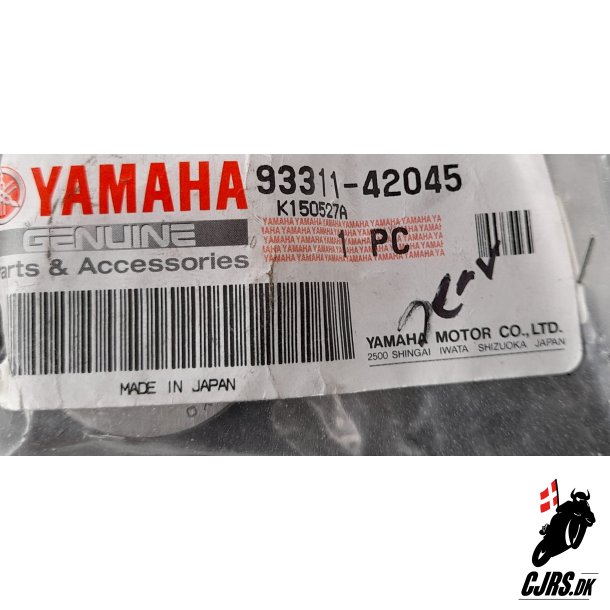 YAMAHA 93311-42045
K150527A
GENUINE
arts & Accessories
1 PC
YAMAHA MOTOR CO.,LTD.
2500 SHINGAI IWATA SHIZUOKA JAPAN
MADE IN JAPAN
CJRS.DK